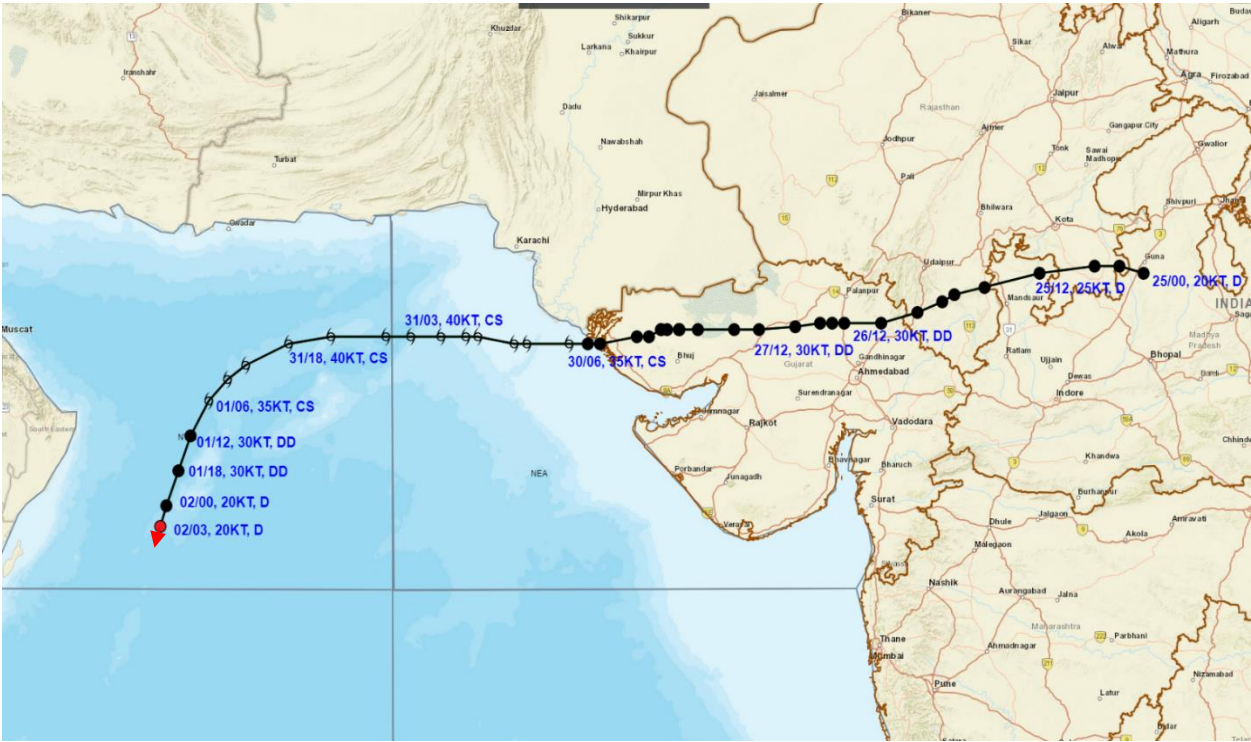 Shikarpur
Bikaner
Aligarh
Khuzdar
Larkana
Sukkur
Khairpur
Sikar
Alwa
Mathura
Iranshahr
13
Agra
Firozabad
Dadu
Jaisalmer
Jaipur
Rajasthan
Nawabshah
Ajmer
Gangapur City
Gwalior
Turbat
Jodhpur
Tonk
Sawai
Madhopu
Mirpur Khas
Pali
Hyderabad
Bhilwara
Shivpuri
Gwadar
15
Kota
Karachi
Udaipur
Guna
Palanpur
Mandsaur
25/12, 25KT, D
25/00, 20KT, D
INDIA
Muscat
31/03, 40KT, CS
26/12, 30KT, DD
27/12, 30KT, DD
31/18, 40KT, CS
30/06, 35KT, CS
Bhuj
Gujarat
Gandhinagar
Ahmedabad
Ratlam
31
Ujjain
Bhopal
Madhya
Pradesh
Dewas
Surendranagar
Indore
01/06, 35KT, CS
Jamnagar
Rajkot
Vadodara
01/12, 30KT, DD
NEA
Bhavnagar
Bharuch
Khandwa
01/18, 30KT, DD
Porbandar
Junagadh
Burhanpur
02/00, 20KT, D
Surat
Jalgaon
Amravati
02/03, 20KT, D
Veraval
Dhule
Akola
Malegaon
Nashik
Aurangabad
Jalna
Maharashtra
Parbhani
Thane
Mumbai
Ahmadnagar
Pune
Latur
Nizamabad